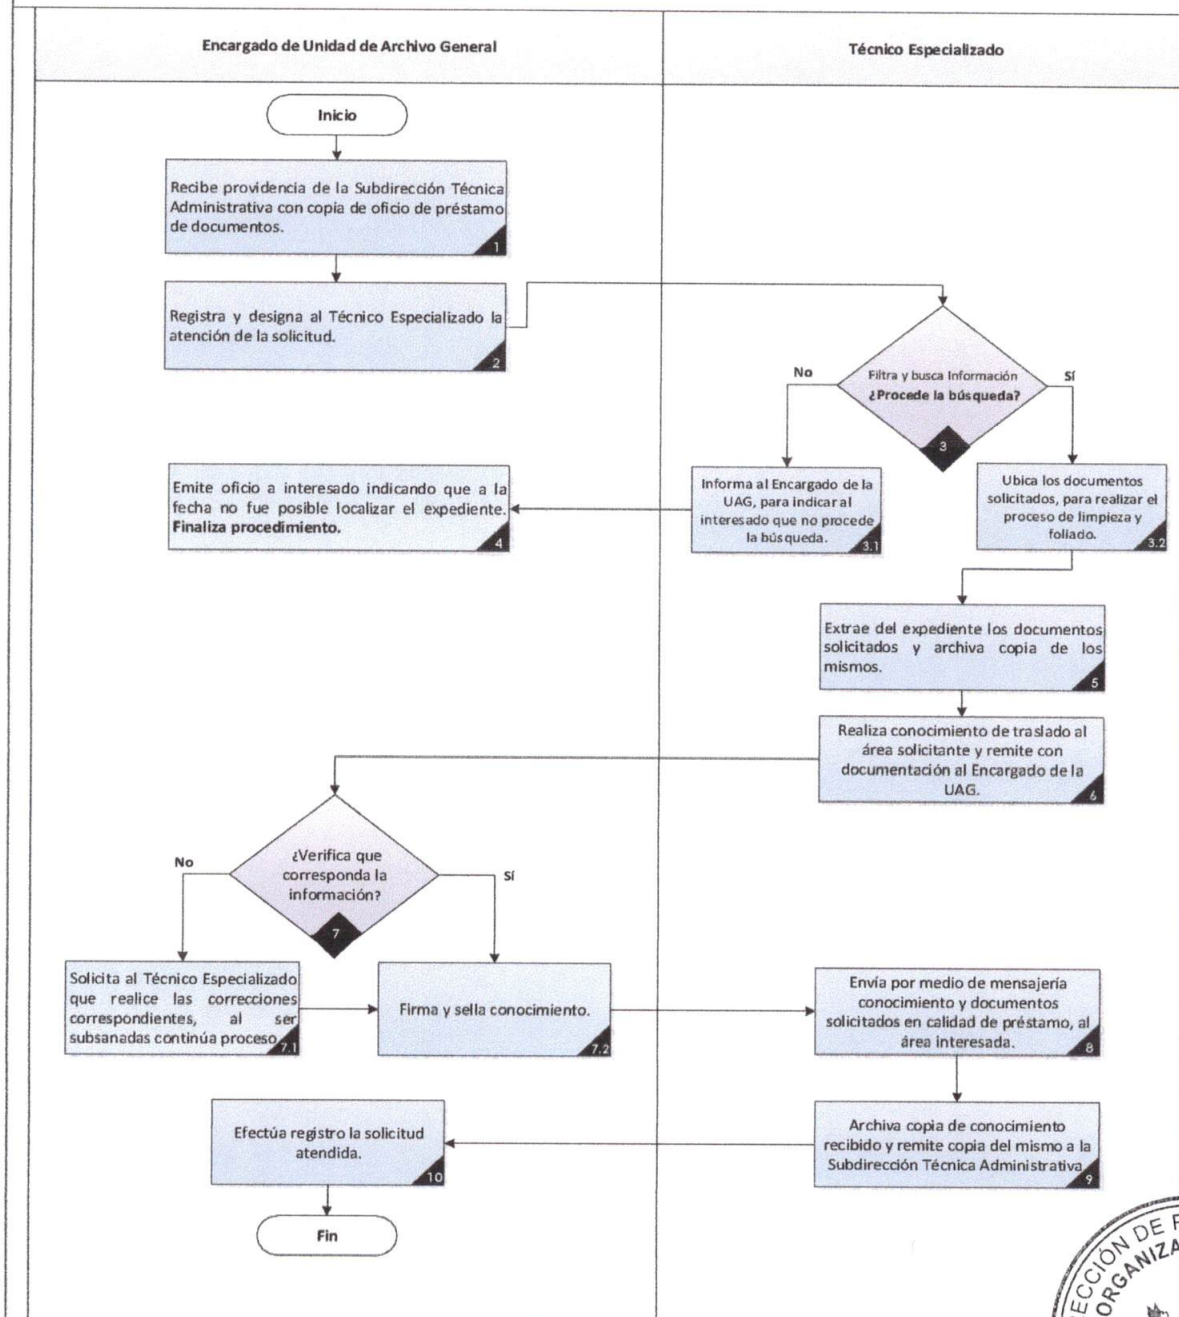 Encargado de Unidad de Archivo General
Técnico Especializado
Inicio
Recibe providencia de la Subdirección Técnica
Administrativa con copia de oficio de préstamo
de documentos.
1
Registra y designa al Técnico Especializado la
atención de la solicitud.
2
Filtra y busca Información
¿Procede la búsqueda?
3
No
Sí
Emite oficio a interesado indicando que a la
fecha no fue posible localizar el expediente.
Finaliza procedimiento.
4
Informa al Encargado de la
UAG, para indicar al
interesado que no procede
la búsqueda.
3.1
Ubica los documentos
solicitados, para realizar el
proceso de limpieza y
foliado.
3.2
Extrae del expediente los documentos
solicitados y archiva copia de los
mismos.
5
Realiza conocimiento de traslado al
área solicitante y remite con
documentación al Encargado de la
UAG.
6
¿Verifica que
corresponda la
información?
7
No
Sí
Solicita al Técnico Especializado
que realice las correcciones
correspondientes, al ser
subsanadas continúa proceso
7.1
Firma y sella conocimiento.
7.2
Envía por medio de mensajería
conocimiento y documentos
solicitados en calidad de préstamo, al
área interesada.
8
Archiva copia de conocimiento
recibido y remite copia del mismo a la
Subdirección Técnica Administrativa
9
Efectúa registro la solicitud
atendida.
10
Fin
ECCIÓN DE
ORGANIZA